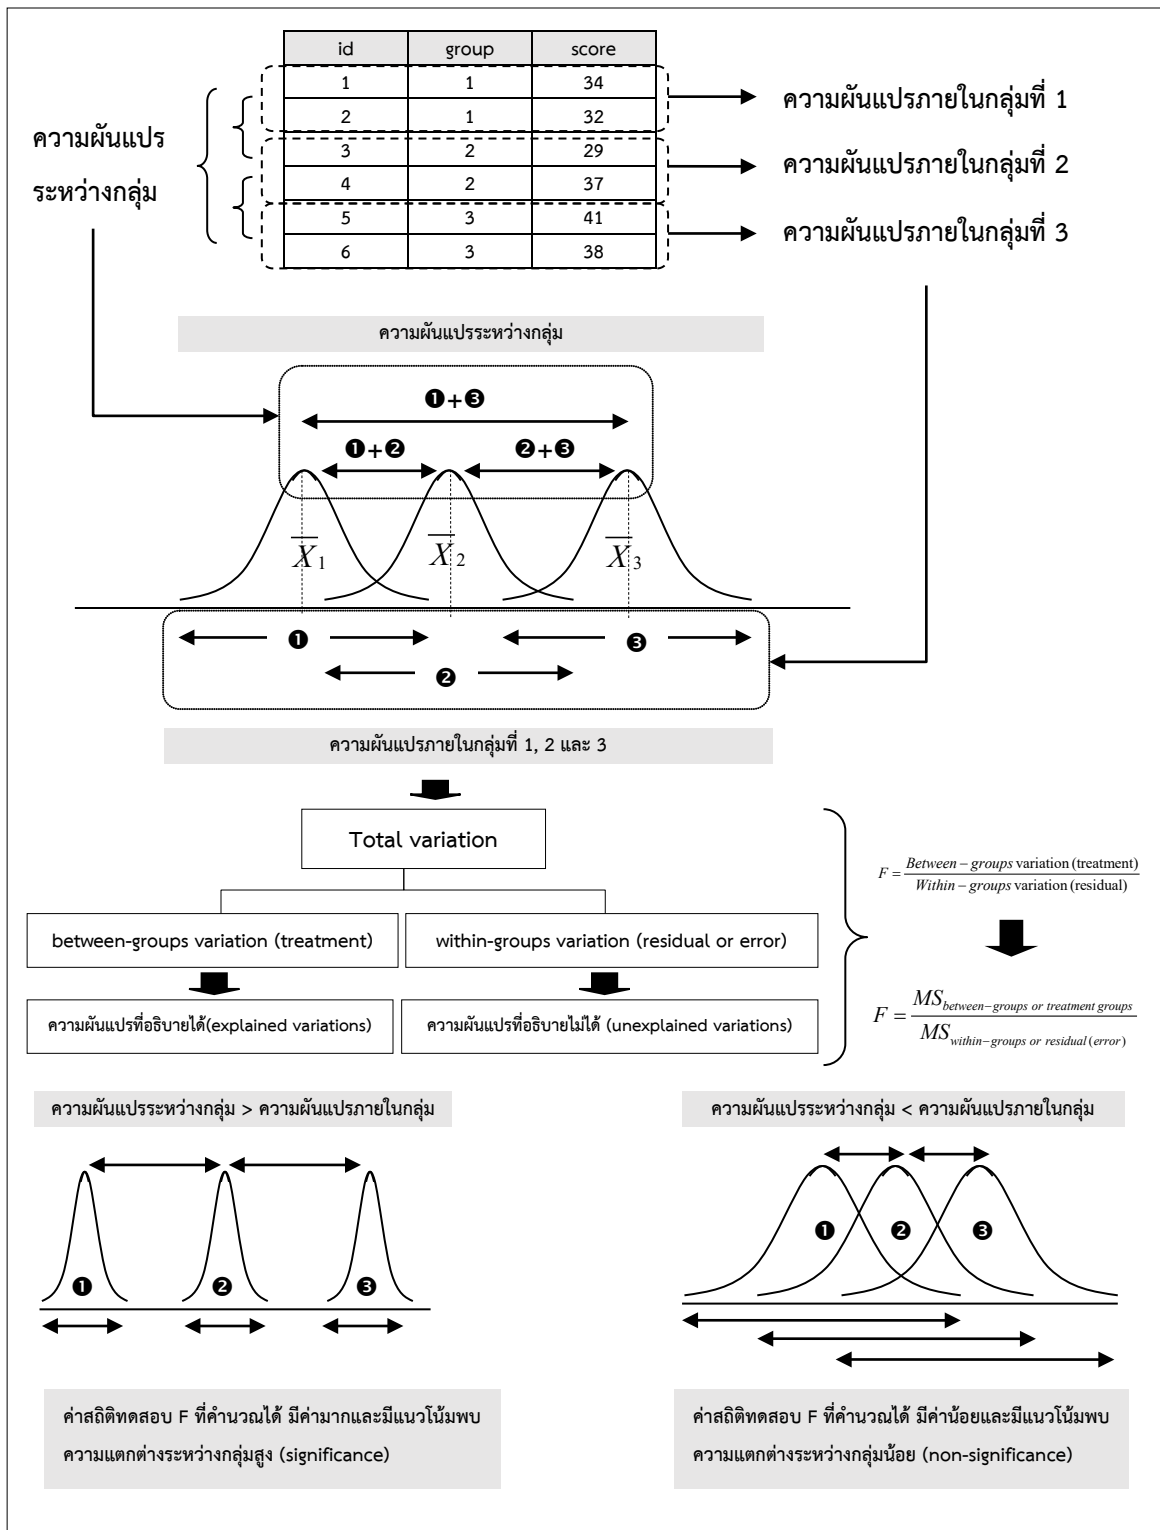 id group score
1 1 34
2 1 32
3 2 29
4 2 37
5 3 41
6 3 38
ความผันแปร
ระหว่างกลุ่ม
ความผันแปรภายในกลุ่มที่ 1
ความผันแปรภายในกลุ่มที่ 2
ความผันแปรภายในกลุ่มที่ 3
ความผันแปรระหว่างกลุ่ม
❶+❸
❶+❷ ❷+❸
X̄₁ X̄₂ X̄₃
❶ ❸
❷
ความผันแปรภายในกลุ่มที่ 1, 2 และ 3
Total variation
between-groups variation (treatment) within-groups variation (residual or error)
ความผันแปรที่อธิบายได้(explained variations) ความผันแปรที่อธิบายไม่ได้ (unexplained variations)
F = Between – groups variation (treatment)
Within – groups variation (residual)
F = MS between–groups or treatment groups
MS within–groups or residual (error)
ความผันแปรระหว่างกลุ่ม > ความผันแปรภายในกลุ่ม
❶ ❷ ❸
ค่าสถิติทดสอบ F ที่คำนวณได้ มีค่ามากและมีแนวโน้มพบ
ความแตกต่างระหว่างกลุ่มสูง (significance)
ความผันแปรระหว่างกลุ่ม < ความผันแปรภายในกลุ่ม
❶ ❷ ❸
ค่าสถิติทดสอบ F ที่คำนวณได้ มีค่าน้อยและมีแนวโน้มพบ
ความแตกต่างระหว่างกลุ่มน้อย (non-significance)